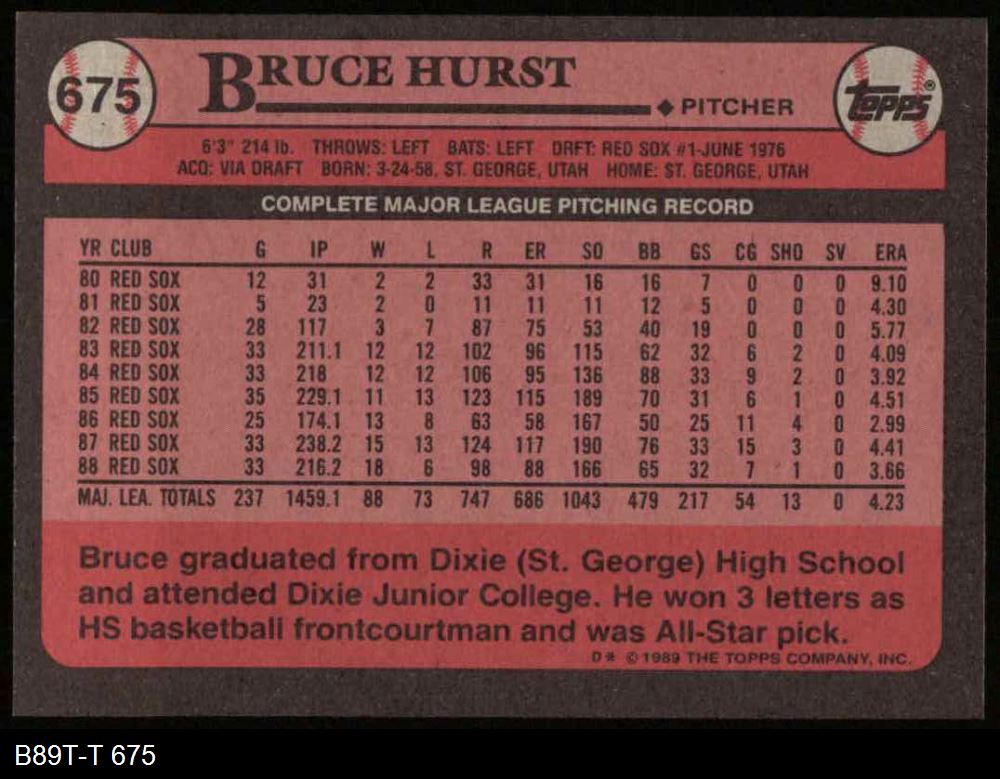 675
BRUCE HURST
◆ PITCHER
TOPPS®
6'3" 214 lb. THROWS: LEFT BATS: LEFT DRFT: RED SOX #1-JUNE 1976
ACQ: VIA DRAFT BORN: 3-24-58, ST. GEORGE, UTAH HOME: ST. GEORGE, UTAH
COMPLETE MAJOR LEAGUE PITCHING RECORD
YR CLUB G IP W L R ER SO BB GS CG SHO SV ERA
80 RED SOX 12 31 2 2 33 31 16 16 7 0 0 0 9.10
81 RED SOX 5 23 2 0 11 11 11 12 5 0 0 0 4.30
82 RED SOX 28 117 3 7 87 75 53 40 19 0 0 0 5.77
83 RED SOX 33 211.1 12 12 102 96 115 62 32 6 2 0 4.09
84 RED SOX 33 218 12 12 106 95 136 88 33 9 2 0 3.92
85 RED SOX 35 229.1 11 13 123 115 189 70 31 6 1 0 4.51
86 RED SOX 25 174.1 13 8 63 58 167 50 25 11 4 0 2.99
87 RED SOX 33 238.2 15 13 124 117 190 76 33 15 3 0 4.41
88 RED SOX 33 216.2 18 6 98 88 166 65 32 7 1 0 3.66
MAJ. LEA. TOTALS 237 1459.1 88 73 747 686 1043 479 217 54 13 0 4.23
Bruce graduated from Dixie (St. George) High School
and attended Dixie Junior College. He won 3 letters as
HS basketball frontcourtman and was All-Star pick.
D* © 1989 THE TOPPS COMPANY, INC.
B89T-T 675